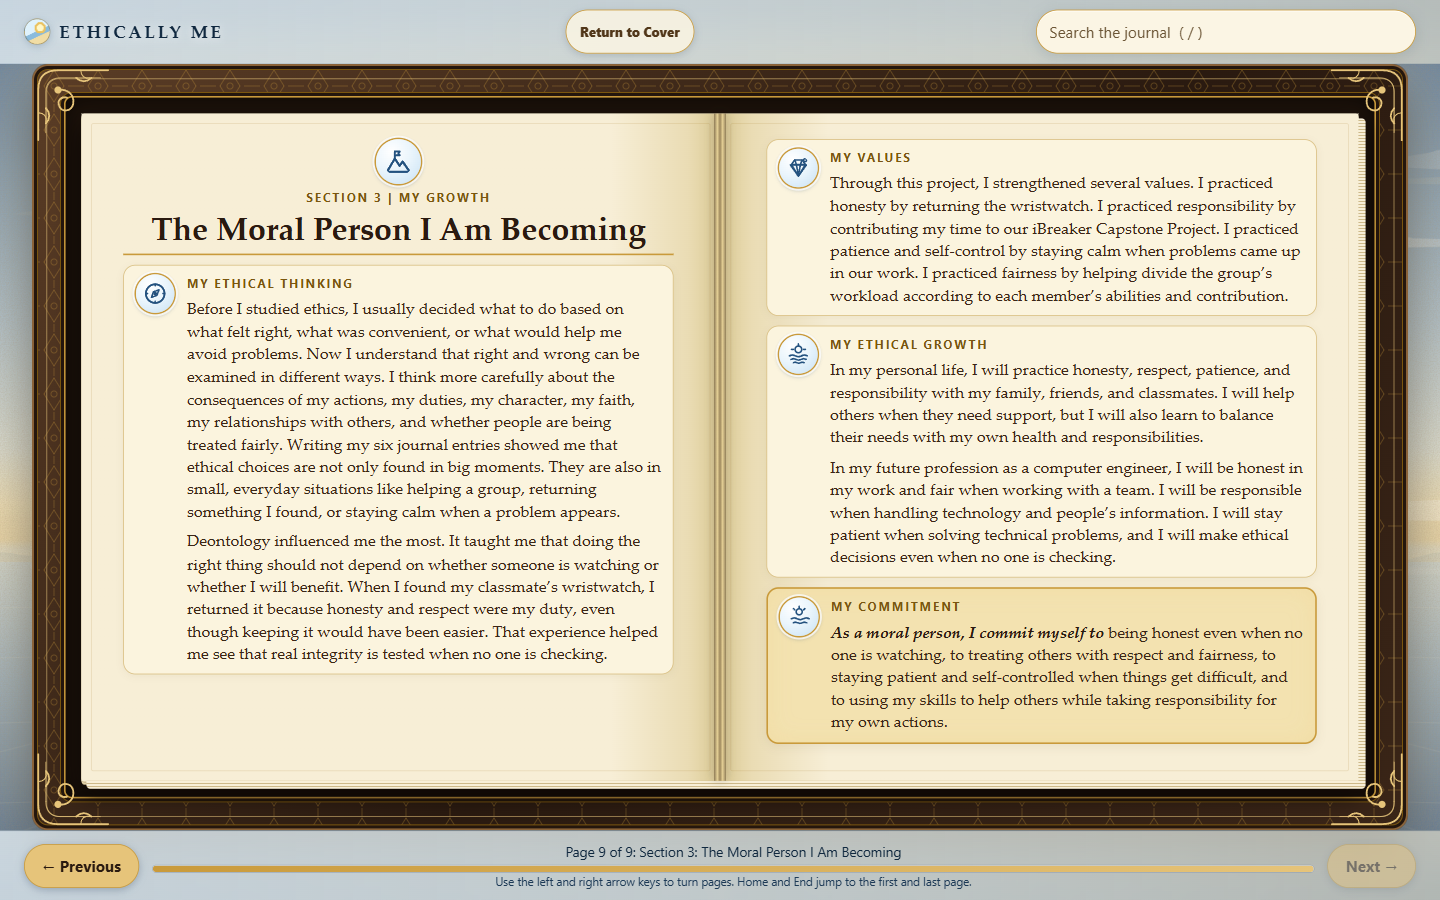 ETHICALLY ME
Return to Cover
Search the journal ( / )
SECTION 3 | MY GROWTH
The Moral Person I Am Becoming
MY ETHICAL THINKING
Before I studied ethics, I usually decided what to do based on
what felt right, what was convenient, or what would help me
avoid problems. Now I understand that right and wrong can be
examined in different ways. I think more carefully about the
consequences of my actions, my duties, my character, my faith,
my relationships with others, and whether people are being
treated fairly. Writing my six journal entries showed me that
ethical choices are not only found in big moments. They are also in
small, everyday situations like helping a group, returning
something I found, or staying calm when a problem appears.
Deontology influenced me the most. It taught me that doing the
right thing should not depend on whether someone is watching or
whether I will benefit. When I found my classmate’s wristwatch, I
returned it because honesty and respect were my duty, even
though keeping it would have been easier. That experience helped
me see that real integrity is tested when no one is checking.
MY VALUES
Through this project, I strengthened several values. I practiced
honesty by returning the wristwatch. I practiced responsibility by
contributing my time to our iBreaker Capstone Project. I practiced
patience and self-control by staying calm when problems came up
in our work. I practiced fairness by helping divide the group’s
workload according to each member’s abilities and contribution.
MY ETHICAL GROWTH
In my personal life, I will practice honesty, respect, patience, and
responsibility with my family, friends, and classmates. I will help
others when they need support, but I will also learn to balance
their needs with my own health and responsibilities.
In my future profession as a computer engineer, I will be honest in
my work and fair when working with a team. I will be responsible
when handling technology and people’s information. I will stay
patient when solving technical problems, and I will make ethical
decisions even when no one is checking.
MY COMMITMENT
As a moral person, I commit myself to being honest even when no
one is watching, to treating others with respect and fairness, to
staying patient and self-controlled when things get difficult, and
to using my skills to help others while taking responsibility for
my own actions.
← Previous
Page 9 of 9: Section 3: The Moral Person I Am Becoming
Use the left and right arrow keys to turn pages. Home and End jump to the first and last page.
Next →